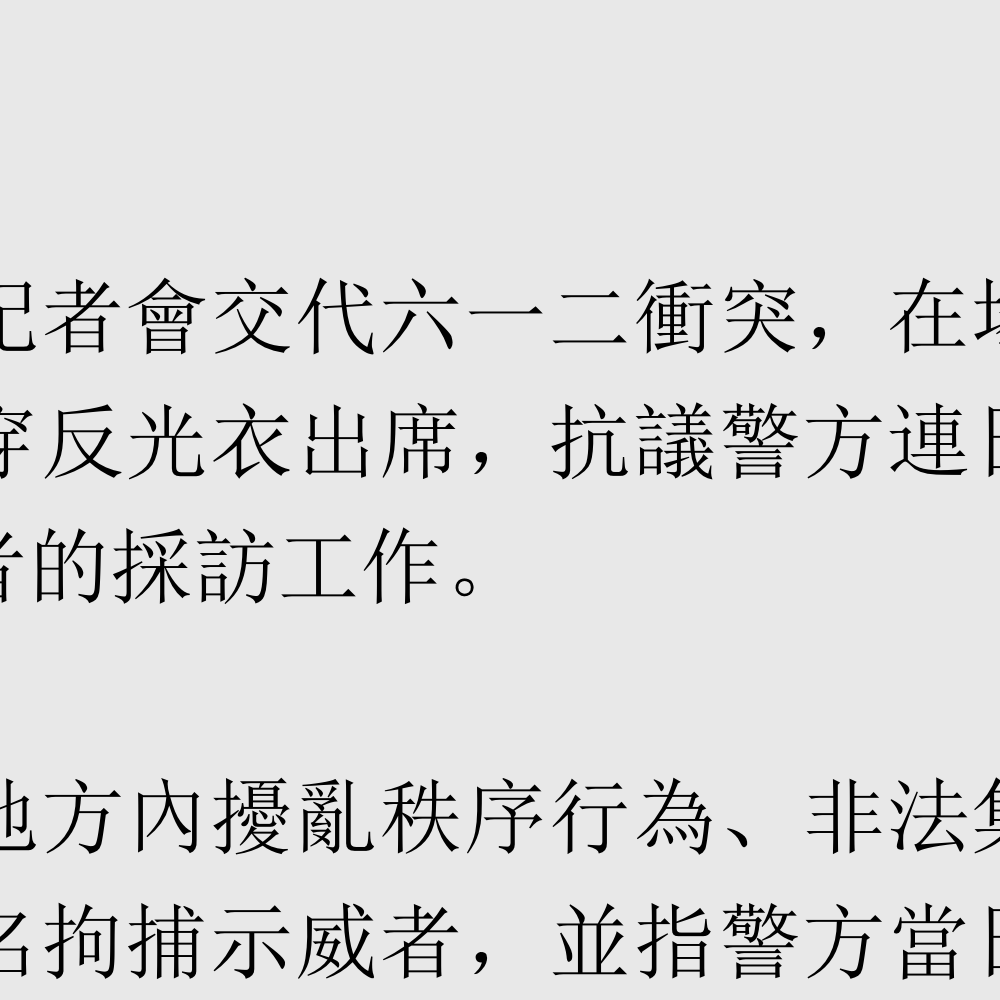 記者會交代六一二衝突，在場
穿反光衣出席，抗議警方連日
者的採訪工作。
地方內擾亂秩序行為、非法集
名拘捕示威者，並指警方當日